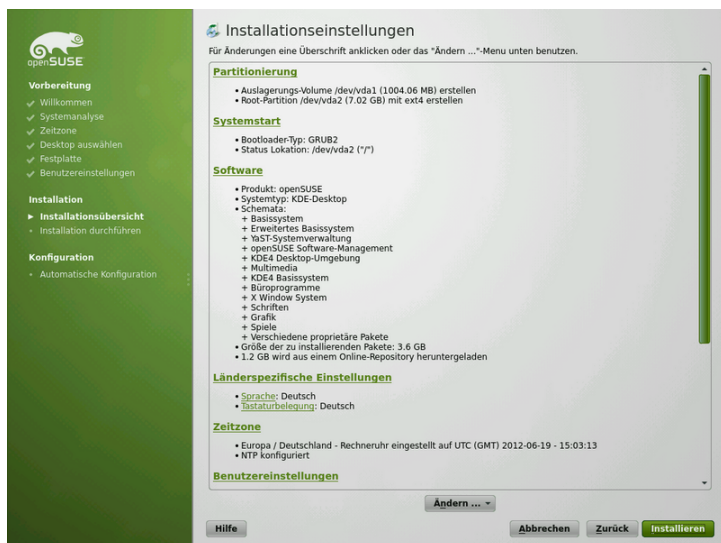 openSUSE
Vorbereitung
Willkommen
Systemanalyse
Zeitzone
Desktop auswählen
Festplatte
Benutzereinstellungen
Installation
Installationsübersicht
Installation durchführen
Konfiguration
Automatische Konfiguration
Installationseinstellungen
Für Änderungen eine Überschrift anklicken oder das "Ändern ..."-Menu unten benutzen.
Partitionierung
• Auslagerungs-Volume /dev/vda1 (1004.06 MB) erstellen
• Root-Partition /dev/vda2 (7.02 GB) mit ext4 erstellen
Systemstart
• Bootloader-Typ: GRUB2
• Status Lokation: /dev/vda2 ("/")
Software
• Produkt: openSUSE
• Systemtyp: KDE-Desktop
• Schemata:
+ Basissystem
+ Erweitertes Basissystem
+ YaST-Systemverwaltung
+ openSUSE Software-Management
+ KDE4 Desktop-Umgebung
+ Multimedia
+ KDE4 Basissystem
+ Büroprogramme
+ X Window System
+ Schriften
+ Grafik
+ Spiele
+ Verschiedene proprietäre Pakete
• Größe der zu installierenden Pakete: 3.6 GB
• 1.2 GB wird aus einem Online-Repository heruntergeladen
Länderspezifische Einstellungen
• Sprache: Deutsch
• Tastaturbelegung: Deutsch
Zeitzone
• Europa / Deutschland - Rechneruhr eingestellt auf UTC (GMT) 2012-06-19 - 15:03:13
• NTP konfiguriert
Benutzereinstellungen
Ändern ...
Hilfe
Abbrechen
Zurück
Installieren